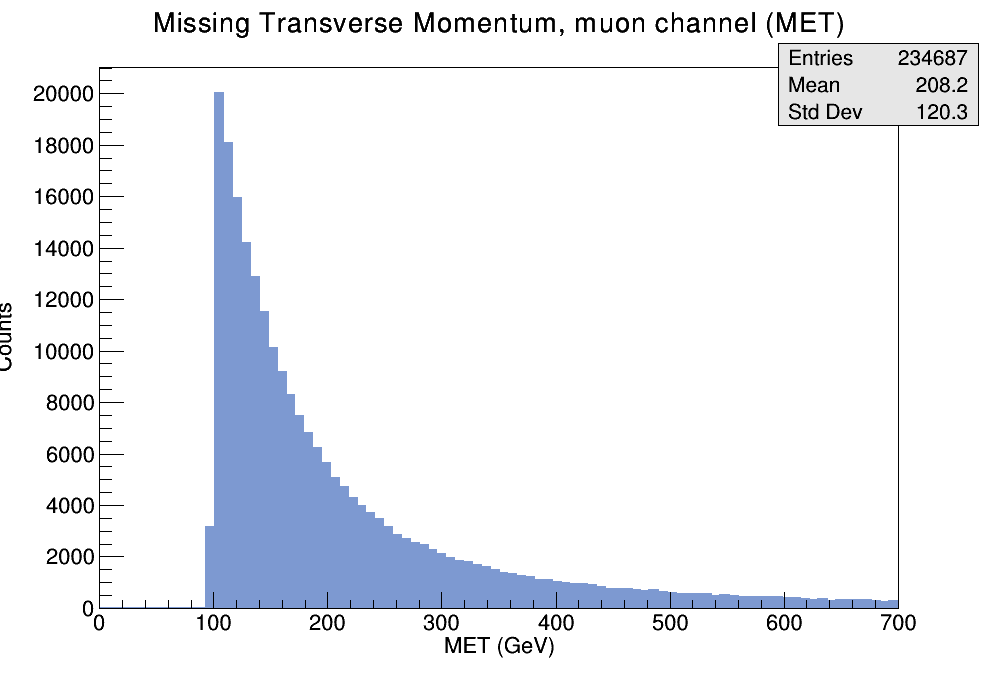 Missing Transverse Momentum, muon channel (MET)
Entries 234687
Mean 208.2
Std Dev 120.3
20000
18000
16000
14000
12000
10000
8000
6000
4000
2000
0
Counts
0 100 200 300 400 500 600 700
MET (GeV)